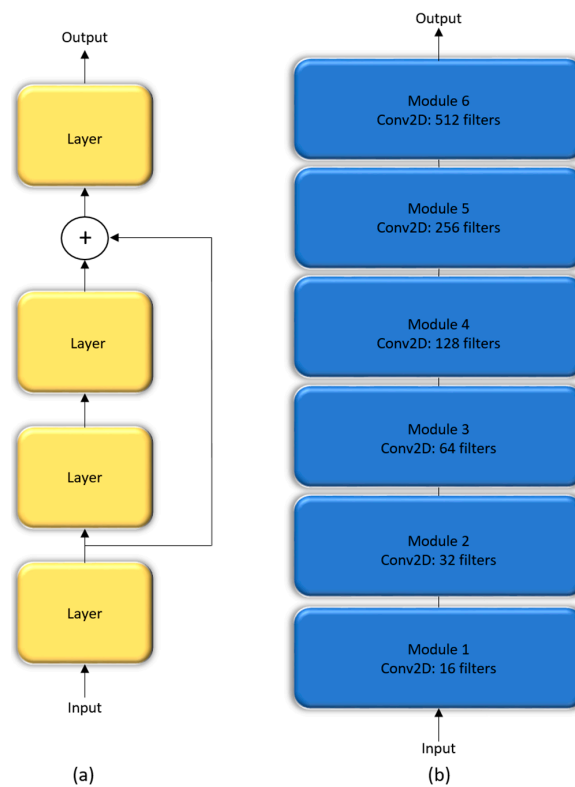 Output
Layer
+
Layer
Layer
Layer
Input
(a)
Output
Module 6
Conv2D: 512 filters
Module 5
Conv2D: 256 filters
Module 4
Conv2D: 128 filters
Module 3
Conv2D: 64 filters
Module 2
Conv2D: 32 filters
Module 1
Conv2D: 16 filters
Input
(b)